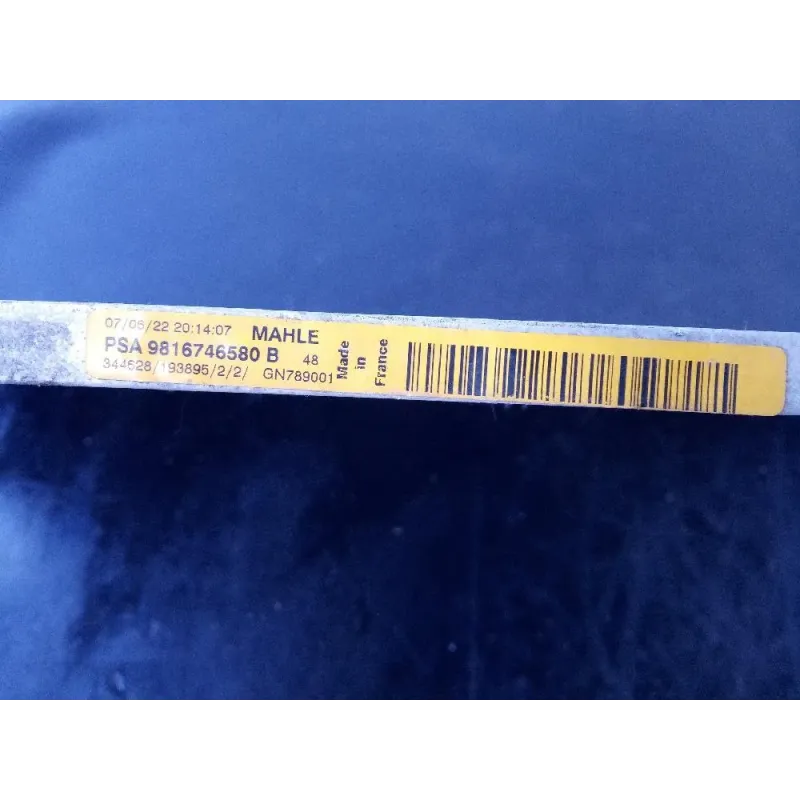 07/06/22 20:14:07 MAHLE
PSA 9816746580 B 48
344628/193895/2/2/ GN789001
Made
in
France